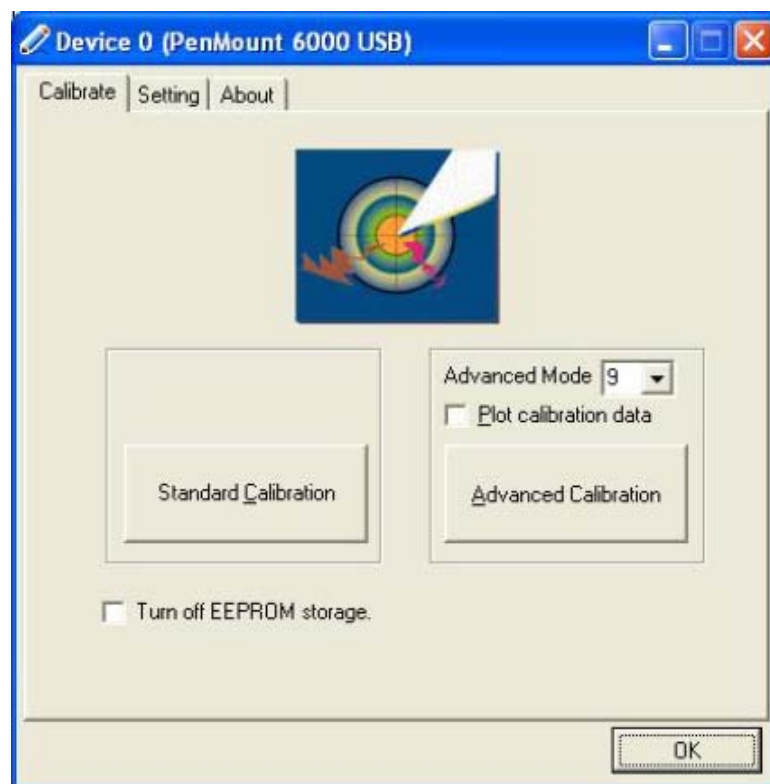 Device 0 (PenMount 6000 USB)
Calibrate Setting About
Advanced Mode 9
Plot calibration data
Standard Calibration
Advanced Calibration
Turn off EEPROM storage.
OK